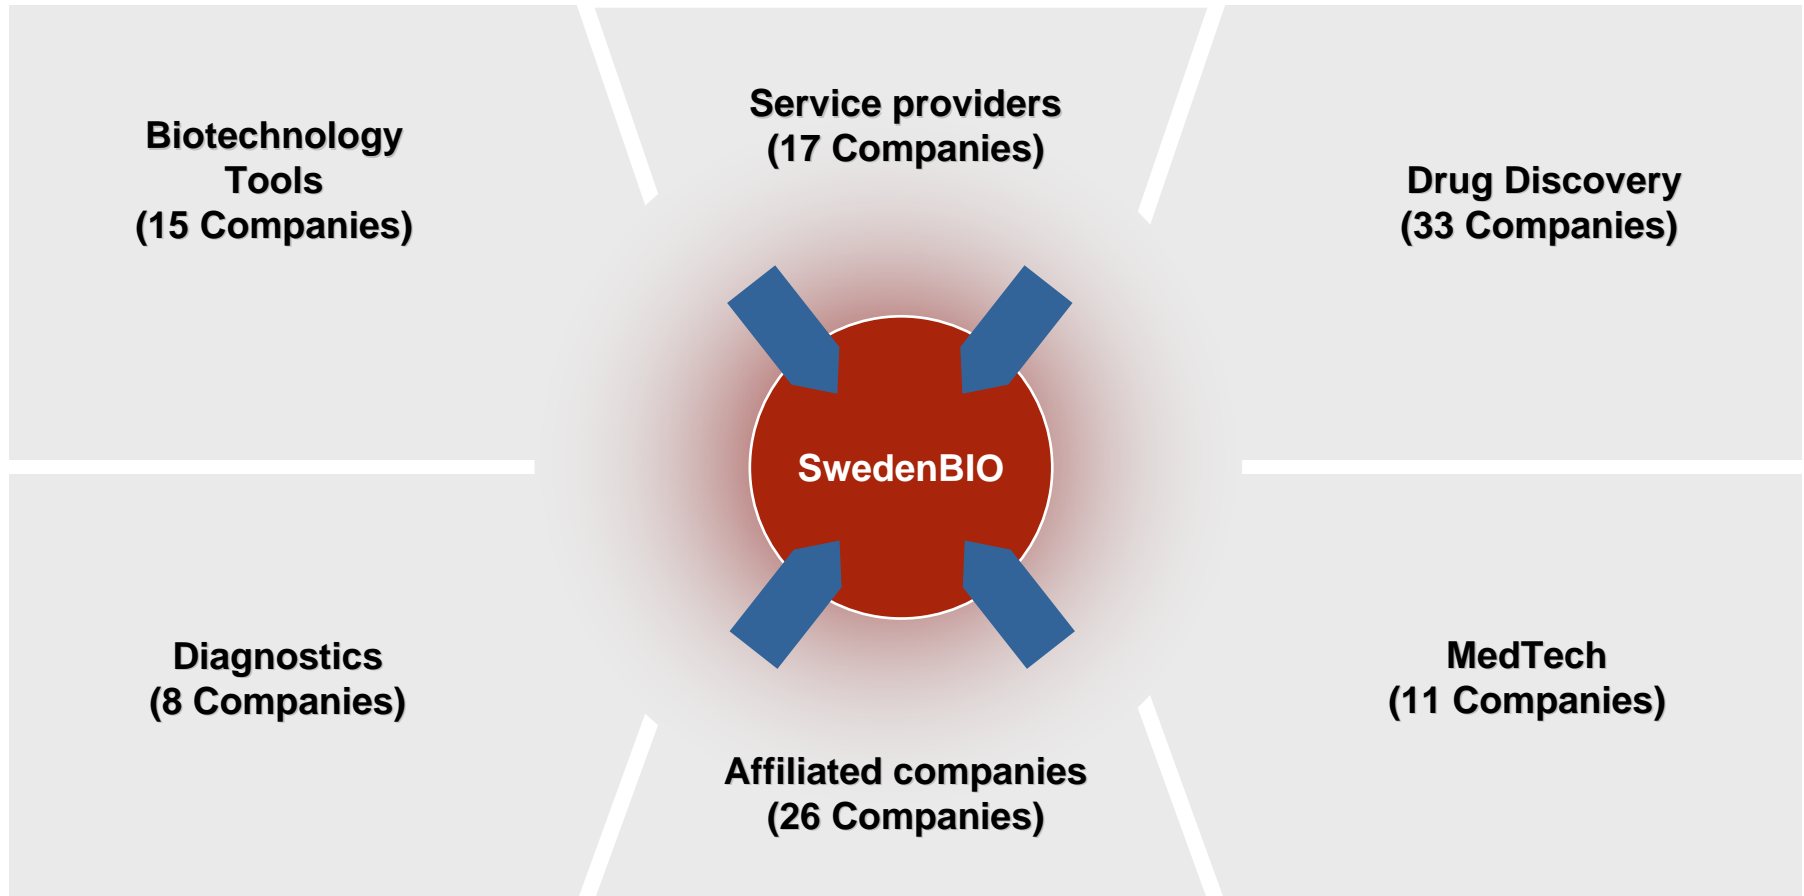 Biotechnology
Tools
(15 Companies)
Service providers
(17 Companies)
Drug Discovery
(33 Companies)
SwedenBIO
Diagnostics
(8 Companies)
Affiliated companies
(26 Companies)
MedTech
(11 Companies)